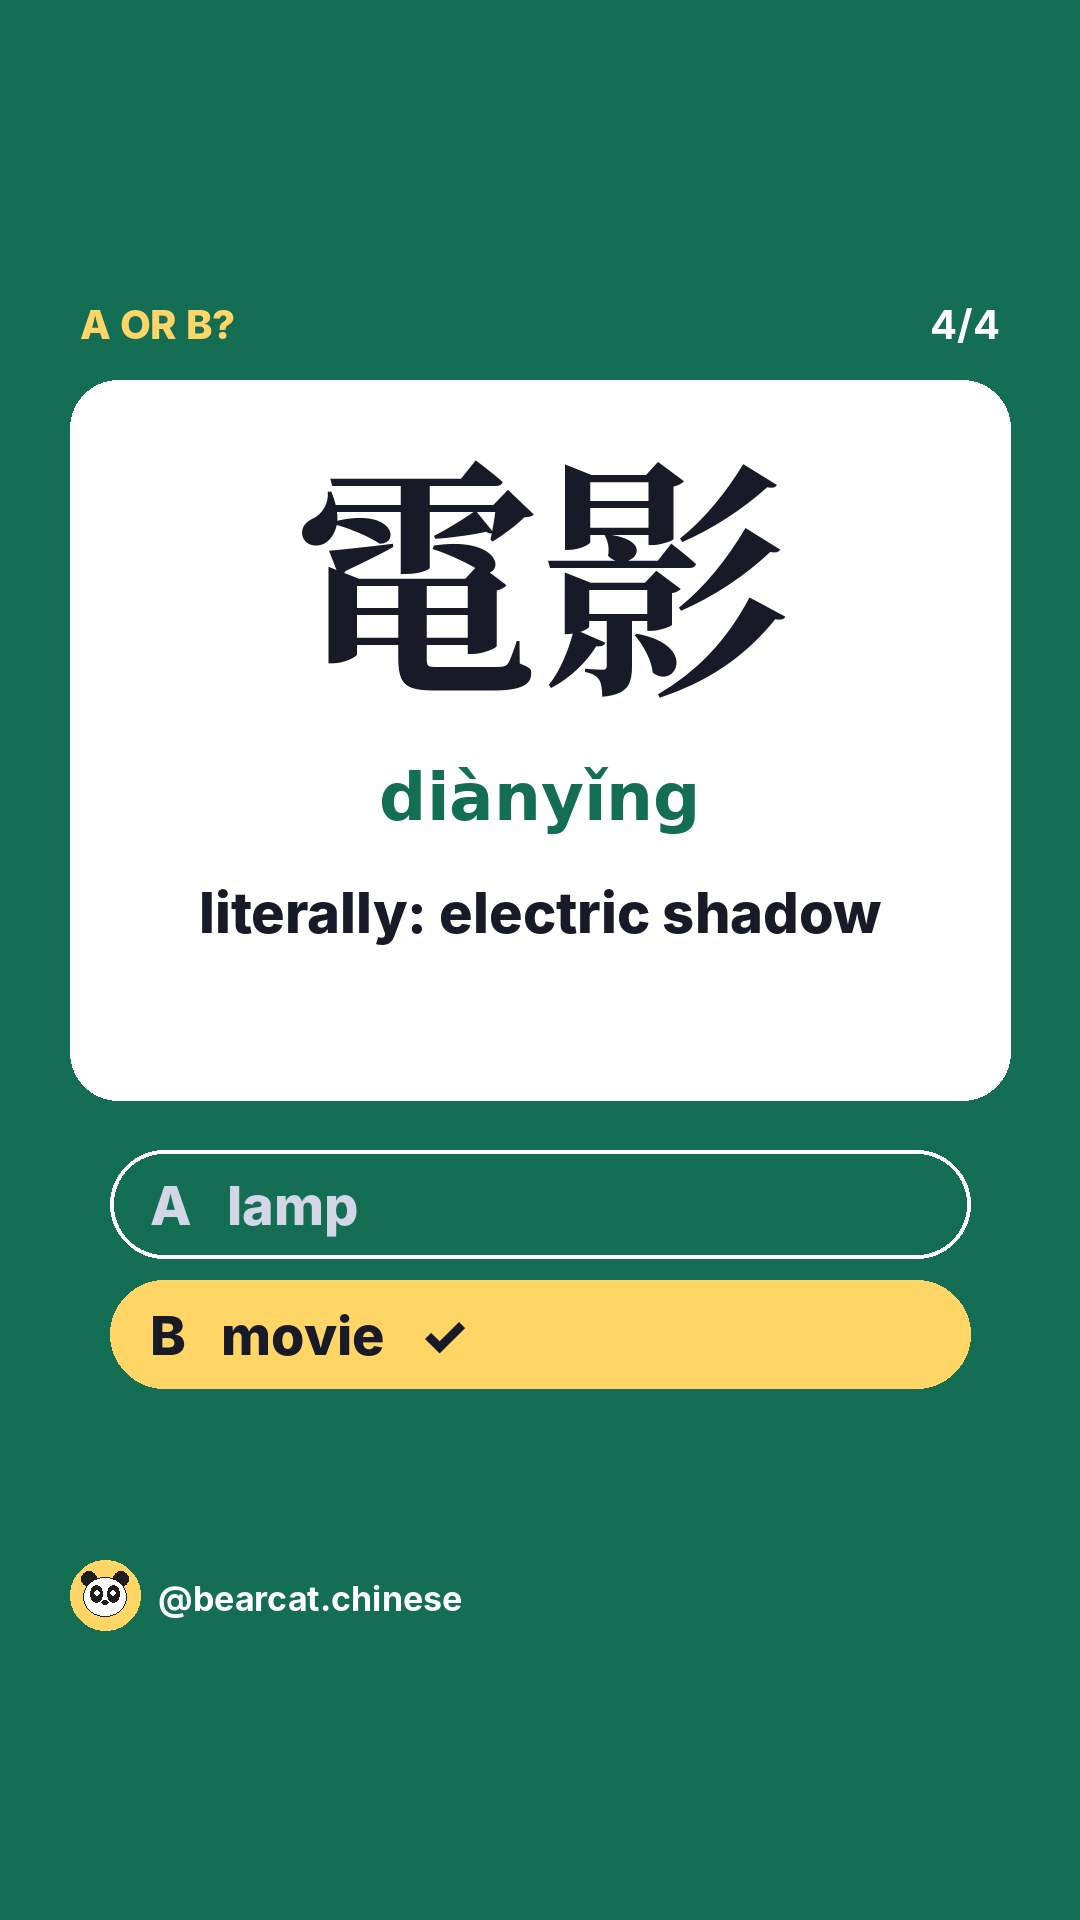 A OR B?
4/4
電影
diànyǐng
literally: electric shadow
A lamp
B movie ✓
@bearcat.chinese